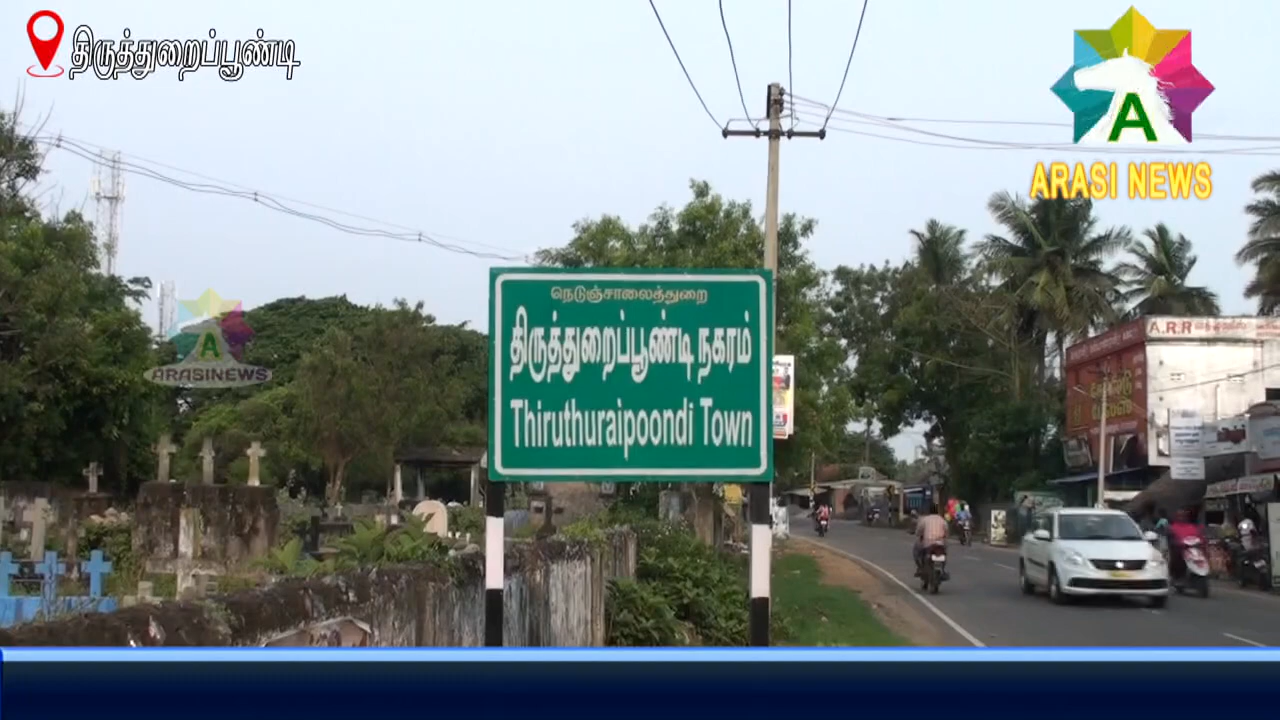 திருத்துறைப்பூண்டி
A
ARASI NEWS
நெடுஞ்சாலைத்துறை
திருத்துறைப்பூண்டி நகரம்
Thiruthuraipoondi Town
A
ARASINEWS
A.R.R